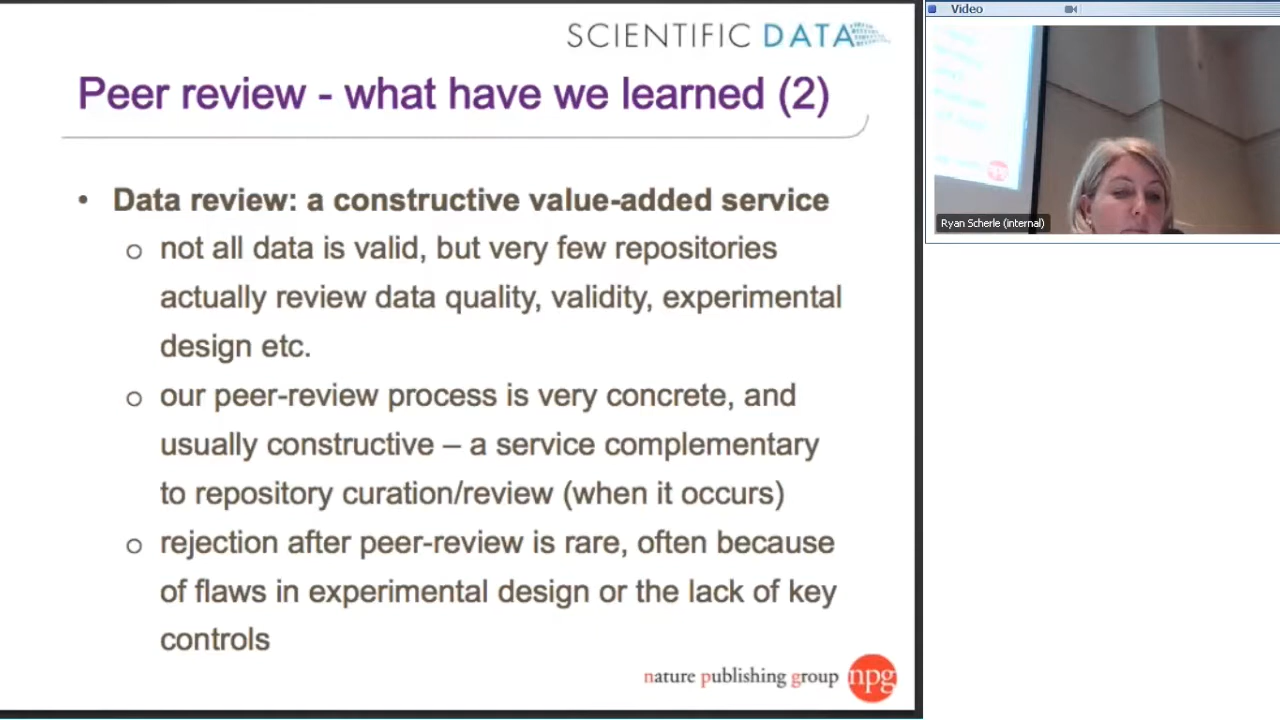 SCIENTIFIC DATA
Peer review - what have we learned (2)
• Data review: a constructive value-added service
o not all data is valid, but very few repositories
actually review data quality, validity, experimental
design etc.
o our peer-review process is very concrete, and
usually constructive – a service complementary
to repository curation/review (when it occurs)
o rejection after peer-review is rare, often because
of flaws in experimental design or the lack of key
controls
nature publishing group npg
Video
Ryan Scherle (internal)